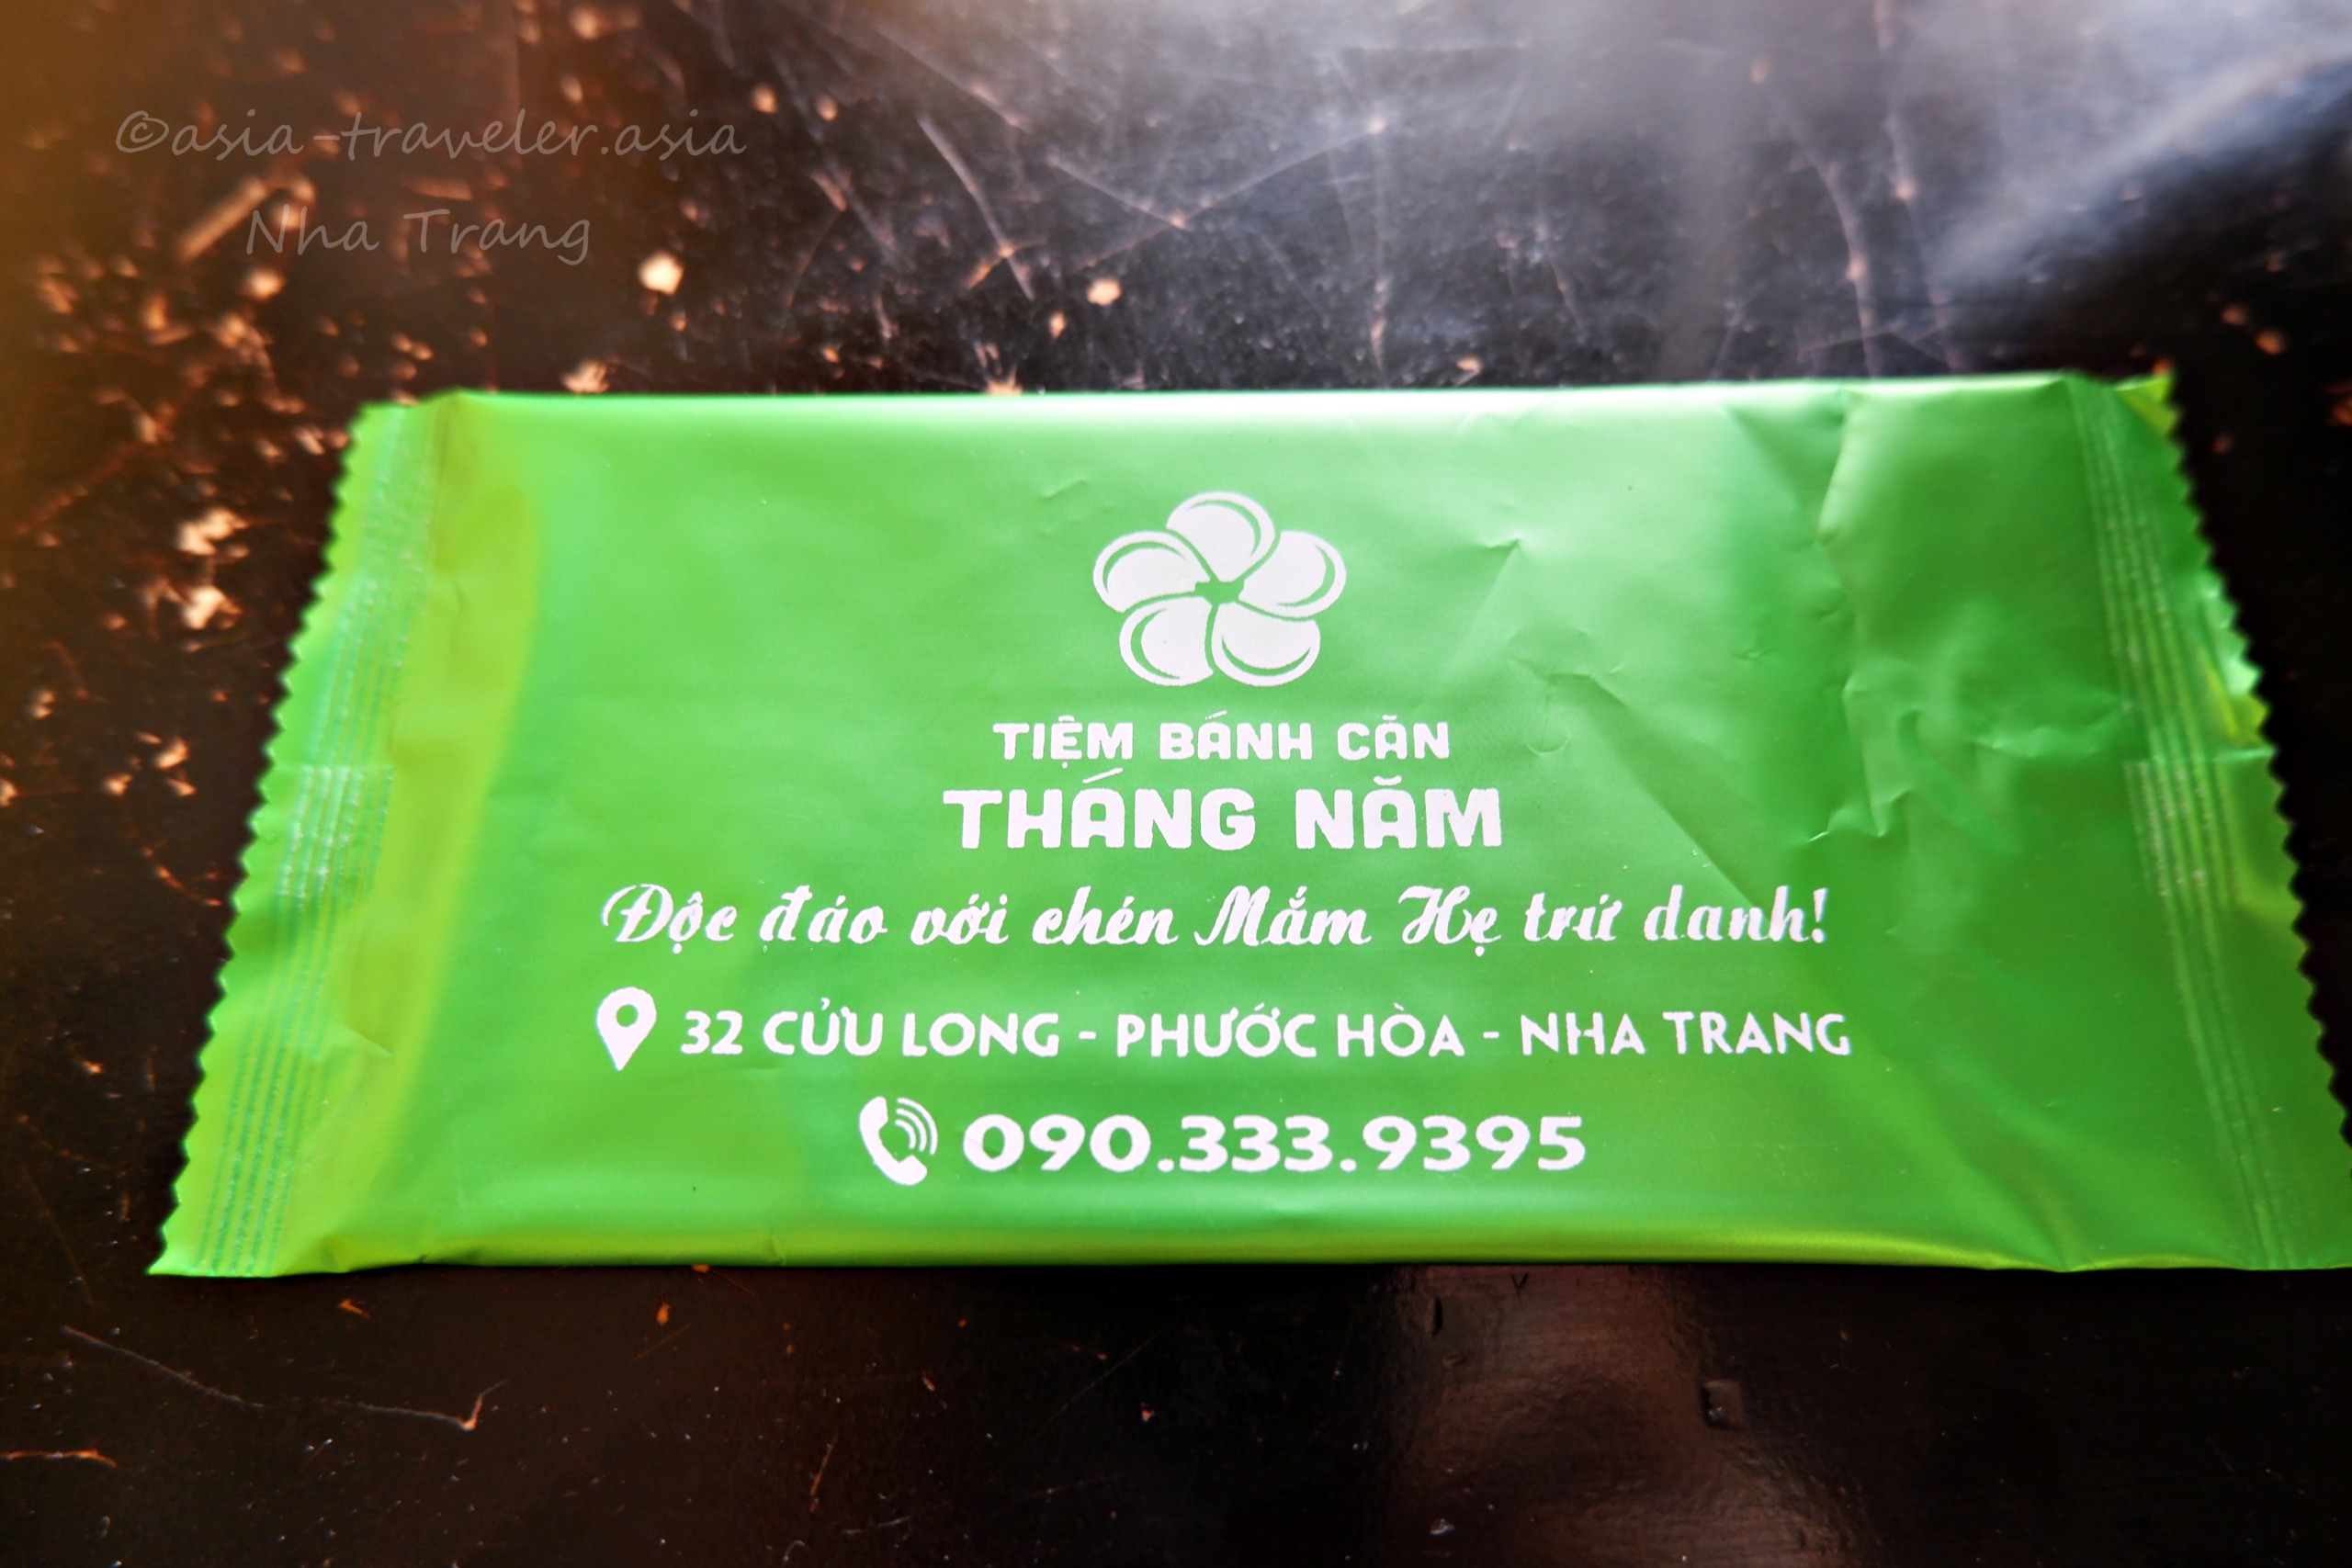 ©asia-traveler.asia
Nha Trang
TIỆM BÁNH CĂN
THÁNG NĂM
Độc đáo với chén Mắm Hẹ trứ danh!
32 CỬU LONG - PHƯỚC HÒA - NHA TRANG
090.333.9395